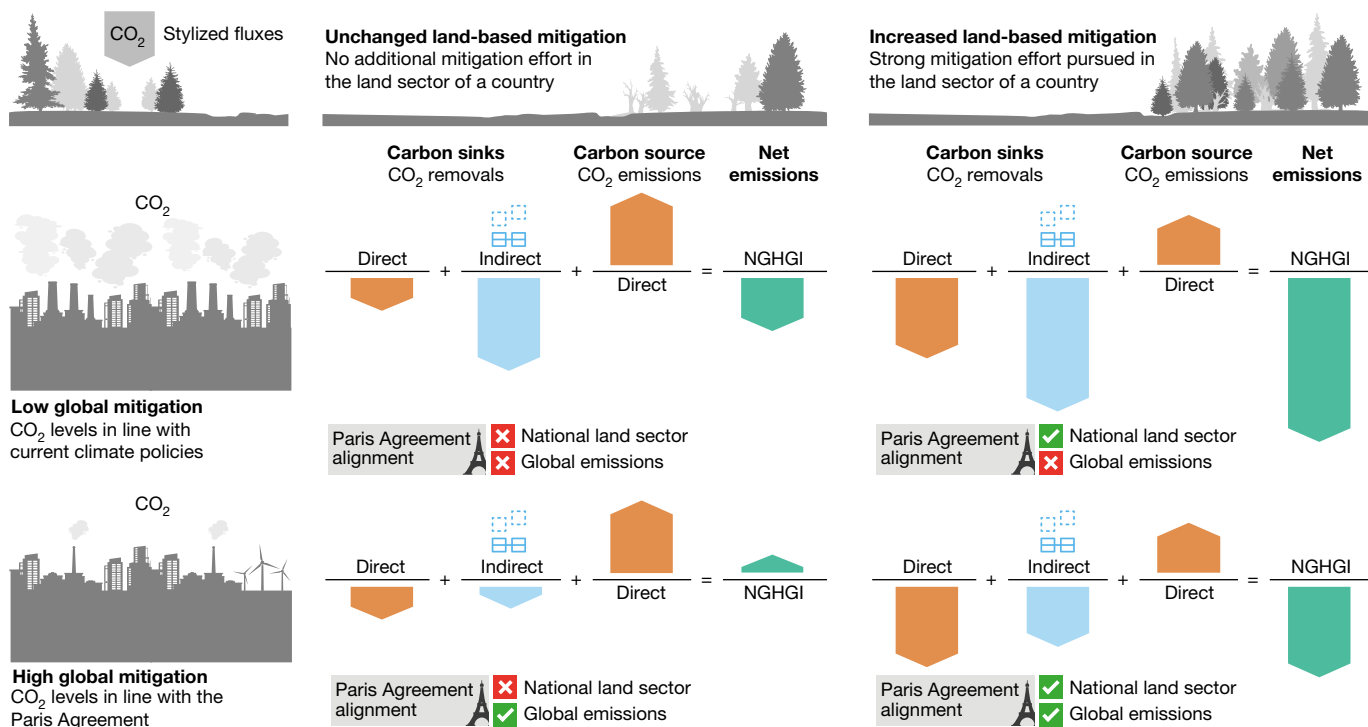 CO₂ Stylized fluxes
Unchanged land-based mitigation
No additional mitigation effort in
the land sector of a country
Increased land-based mitigation
Strong mitigation effort pursued in
the land sector of a country
Carbon sinks
CO₂ removals
Carbon source
CO₂ emissions
Net
emissions
Carbon sinks
CO₂ removals
Carbon source
CO₂ emissions
Net
emissions
CO₂
Low global mitigation
CO₂ levels in line with
current climate policies
Direct + Indirect + Direct = NGHGI
Paris Agreement
alignment
National land sector
Global emissions
Direct + Indirect + Direct = NGHGI
Paris Agreement
alignment
National land sector
Global emissions
CO₂
High global mitigation
CO₂ levels in line with the
Paris Agreement
Direct + Indirect + Direct = NGHGI
Paris Agreement
alignment
National land sector
Global emissions
Direct + Indirect + Direct = NGHGI
Paris Agreement
alignment
National land sector
Global emissions